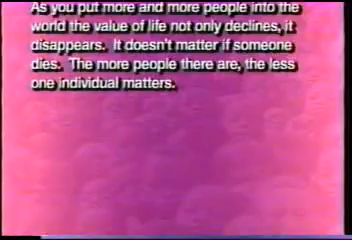 As you put more and more people into the
world the value of life not only declines, it
disappears.  It doesn't matter if someone
dies.  The more people there are, the less
one individual matters.